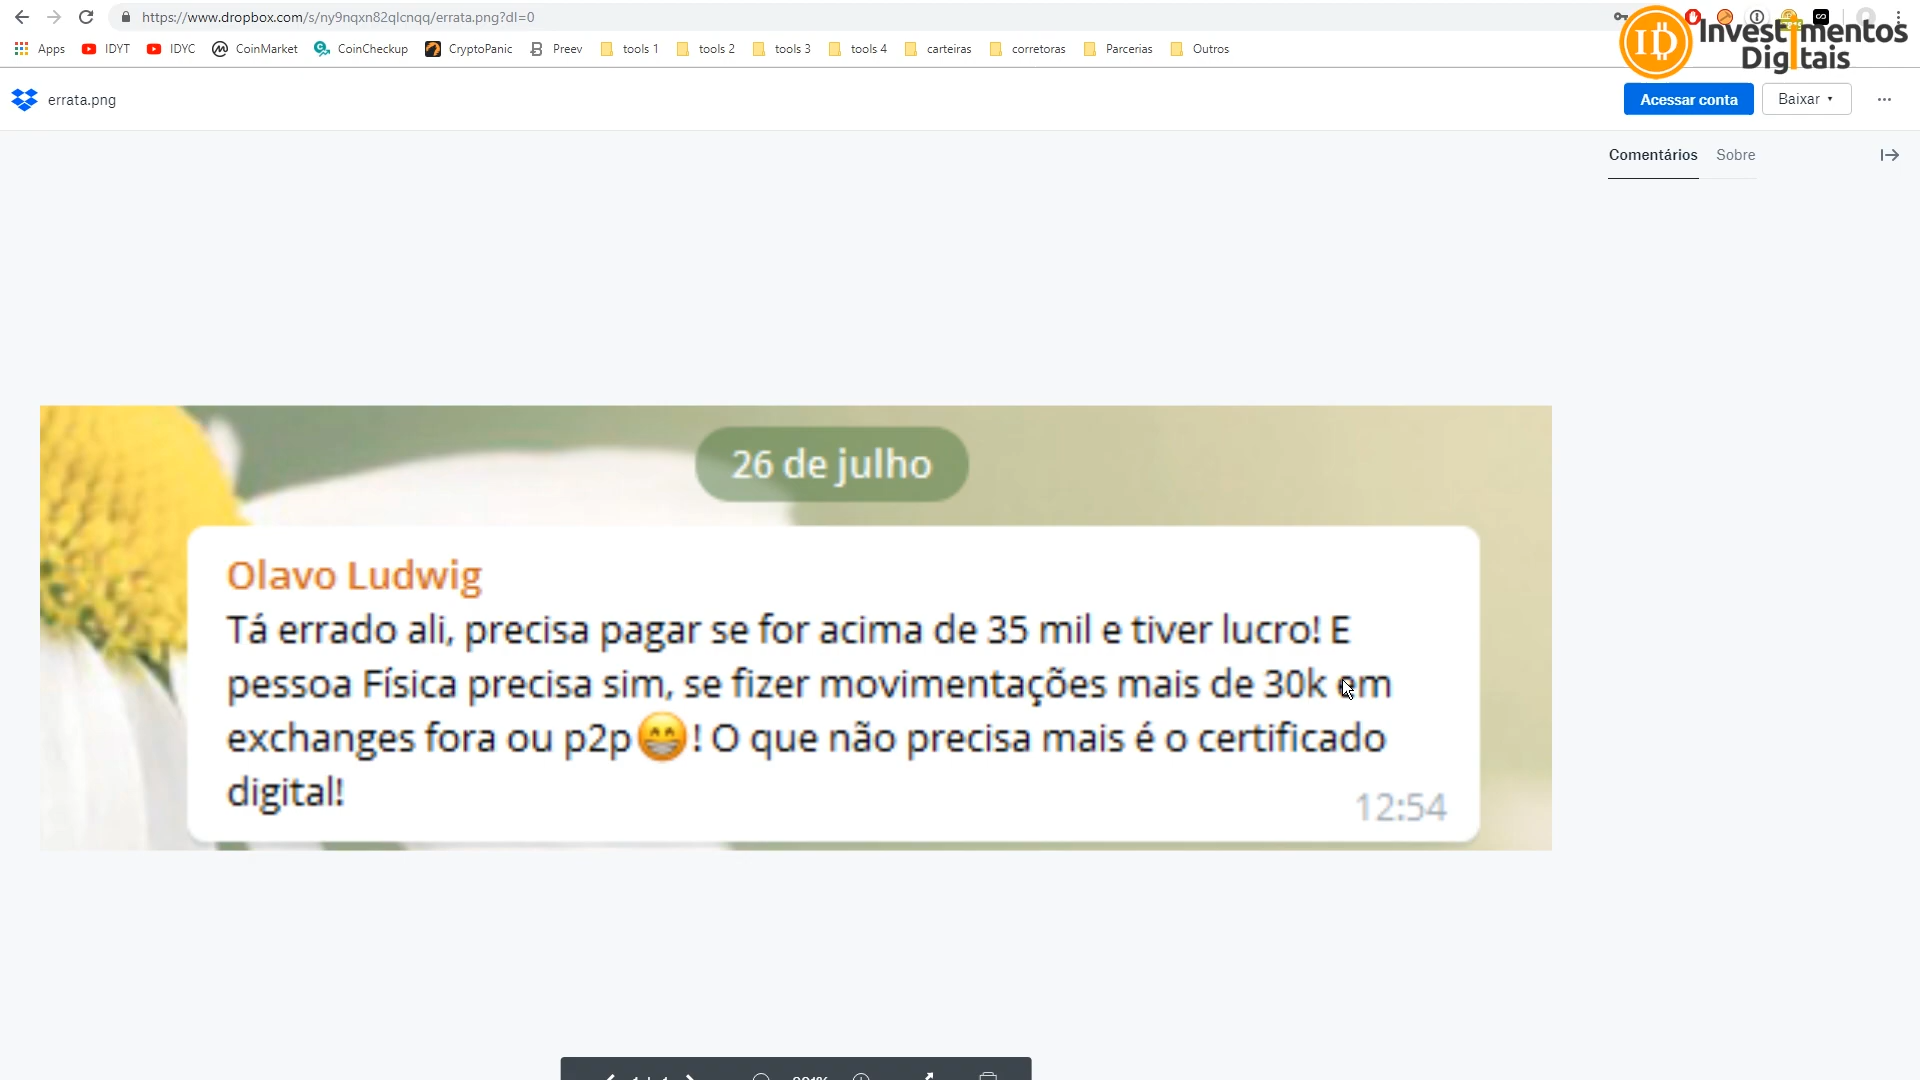 https://www.dropbox.com/s/ny9nqxn82qlcnqq/errata.png?dl=0
Apps IDYT IDYC CoinMarket CoinCheckup CryptoPanic Preev tools 1 tools 2 tools 3 tools 4 carteiras corretoras Parcerias Outros
ID Investimentos
Digitais
errata.png
Acessar conta Baixar
Comentários Sobre
26 de julho
Olavo Ludwig
Tá errado ali, precisa pagar se for acima de 35 mil e tiver lucro! E
pessoa Física precisa sim, se fizer movimentações mais de 30k em
exchanges fora ou p2p😁! O que não precisa mais é o certificado
digital!
12:54